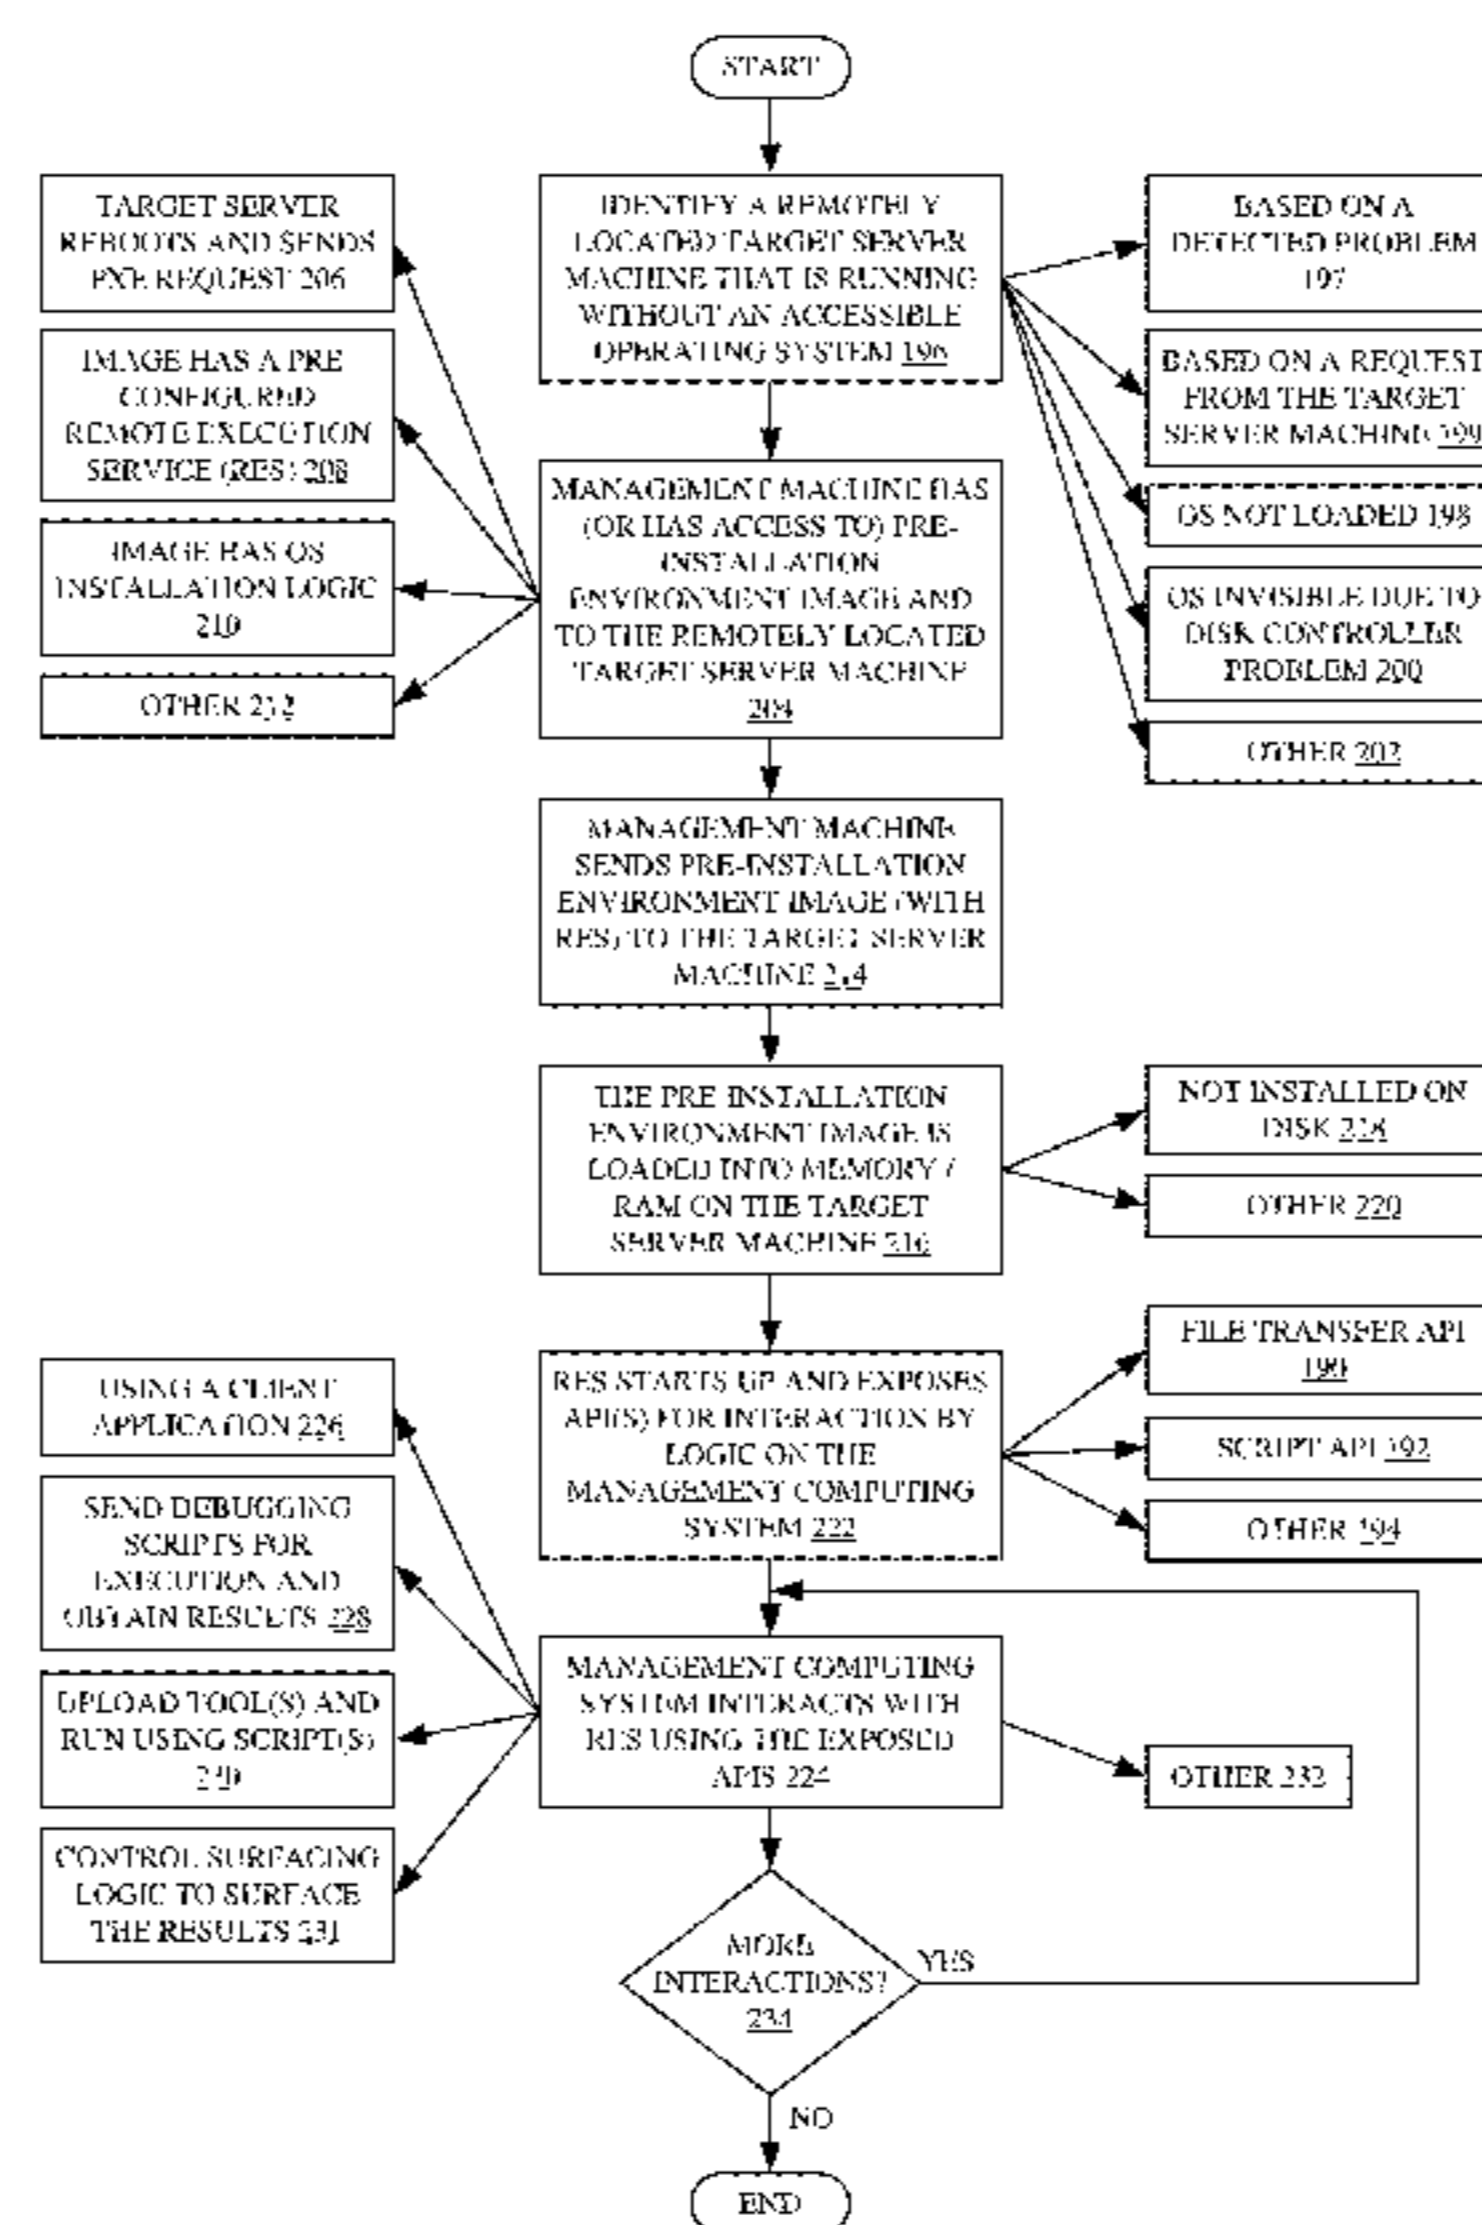 START
IDENTIFY A REMOTELY
LOCATED TARGET SERVER
MACHINE THAT IS RUNNING
WITHOUT AN ACCESSIBLE
OPERATING SYSTEM 196
BASED ON A
DETECTED PROBLEM
197
BASED ON A REQUEST
FROM THE TARGET
SERVER MACHINE 199
OS NOT LOADED 198
OS INVISIBLE DUE TO
DISK CONTROLLER
PROBLEM 200
OTHER 202
TARGET SERVER
REBOOTS AND SENDS
PXE REQUEST 206
IMAGE HAS A PRE
CONFIGURED
REMOTE EXECUTION
SERVICE (RES) 208
IMAGE HAS OS
INSTALLATION LOGIC
210
OTHER 212
MANAGEMENT MACHINE HAS
(OR HAS ACCESS TO) PRE-
INSTALLATION
ENVIRONMENT IMAGE AND
TO THE REMOTELY LOCATED
TARGET SERVER MACHINE
204
MANAGEMENT MACHINE
SENDS PRE-INSTALLATION
ENVIRONMENT IMAGE (WITH
RES) TO THE TARGET SERVER
MACHINE 214
THE PRE INSTALLATION
ENVIRONMENT IMAGE IS
LOADED INTO MEMORY /
RAM ON THE TARGET
SERVER MACHINE 216
NOT INSTALLED ON
DISK 218
OTHER 220
RES STARTS UP AND EXPOSES
API(S) FOR INTERACTION BY
LOGIC ON THE
MANAGEMENT COMPUTING
SYSTEM 222
FILE TRANSFER API
190
SCRIPT API 192
OTHER 194
USING A CLIENT
APPLICATION 226
SEND DEBUGGING
SCRIPTS FOR
EXECUTION AND
OBTAIN RESULTS 228
UPLOAD TOOL(S) AND
RUN USING SCRIPT(S)
230
CONTROL SURFACING
LOGIC TO SURFACE
THE RESULTS 231
MANAGEMENT COMPUTING
SYSTEM INTERACTS WITH
RES USING THE EXPOSED
APIS 224
OTHER 232
MORE
INTERACTIONS?
234
YES
NO
END